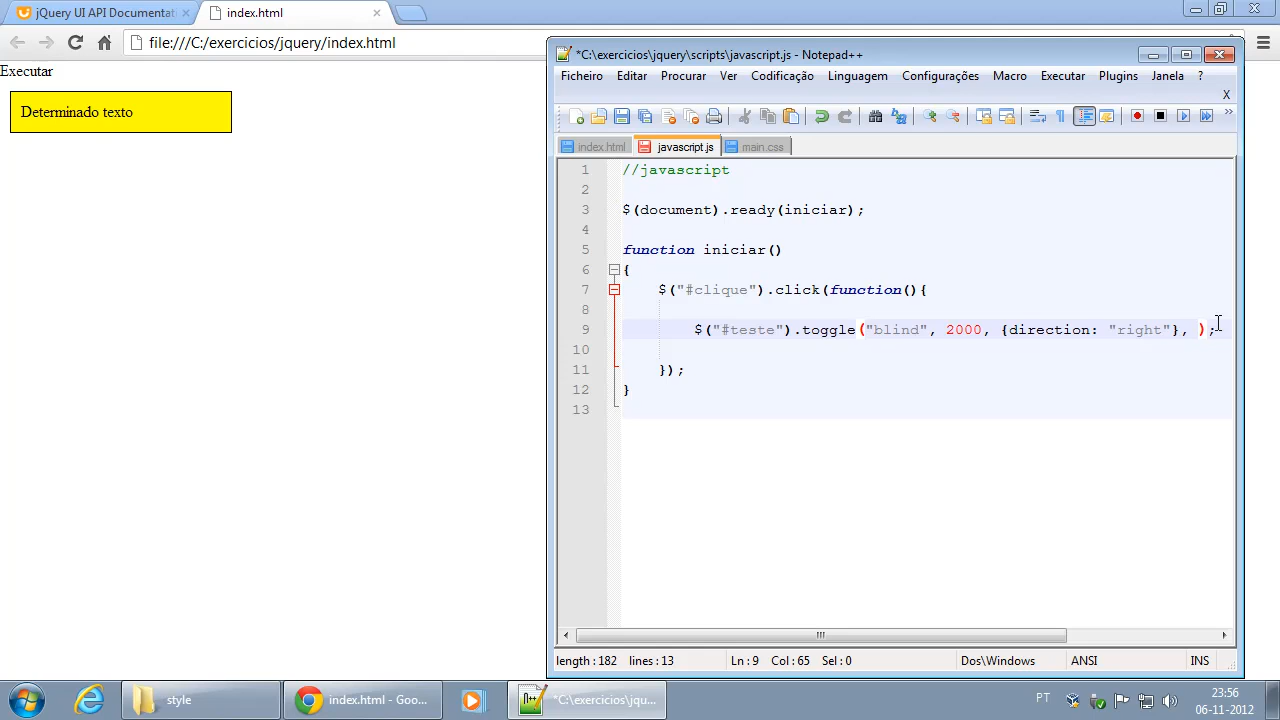 jQuery UI API Documentati
index.html
file:///C:/exercicios/jquery/index.html
Executar
Determinado texto
*C:\exercicios\jquery\scripts\javascript.js - Notepad++
Ficheiro Editar Procurar Ver Codificação Linguagem Configurações Macro Executar Plugins Janela ?
X
index.html javascript.js main.css
1 //javascript
2
3 $(document).ready(iniciar);
4
5 function iniciar()
6 {
7 $("#clique").click(function(){
8
9 $("#teste").toggle("blind", 2000, {direction: "right"}, );
10
11 });
12 }
13
length:182 lines:13 Ln:9 Col:65 Sel:0 Dos\Windows ANSI INS
style
index.html - Goo...
*C:\exercicios\jqu...
PT
23:56
06-11-2012